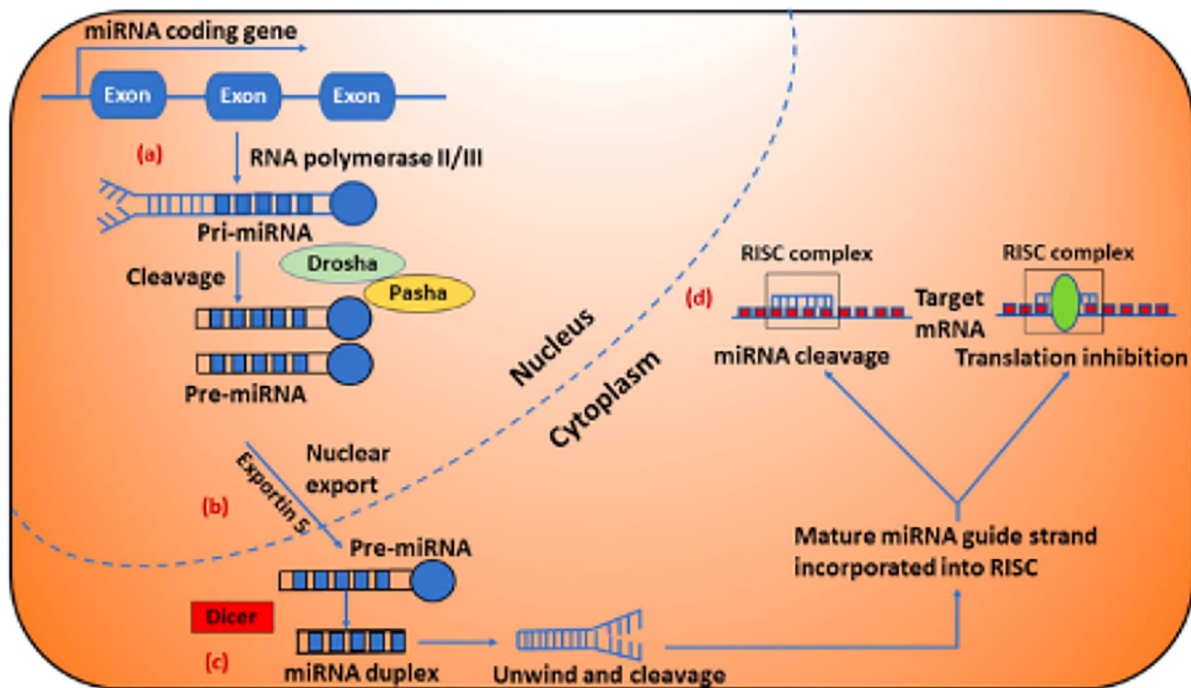 miRNA coding gene
Exon
Exon
Exon
(a)
RNA polymerase II/III
Pri-miRNA
Cleavage
Drosha
Pasha
Pre-miRNA
Nucleus
Cytoplasm
(b)
Exportin 5
Nuclear
export
Pre-miRNA
Dicer
(c)
miRNA duplex
Unwind and cleavage
Mature miRNA guide strand
incorporated into RISC
(d)
RISC complex
RISC complex
Target
mRNA
miRNA cleavage
Translation inhibition